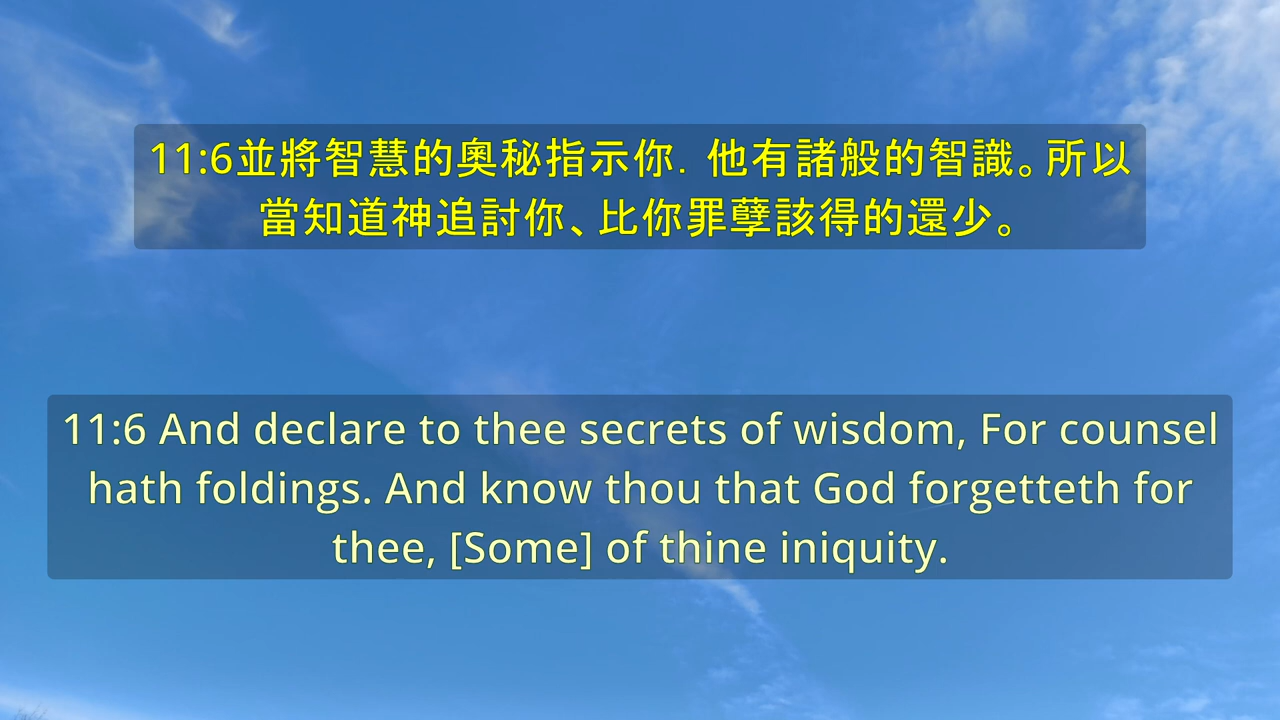 11:6並將智慧的奧秘指示你．他有諸般的智識。所以
當知道神追討你、比你罪孽該得的還少。
11:6 And declare to thee secrets of wisdom, For counsel
hath foldings. And know thou that God forgetteth for
thee, [Some] of thine iniquity.